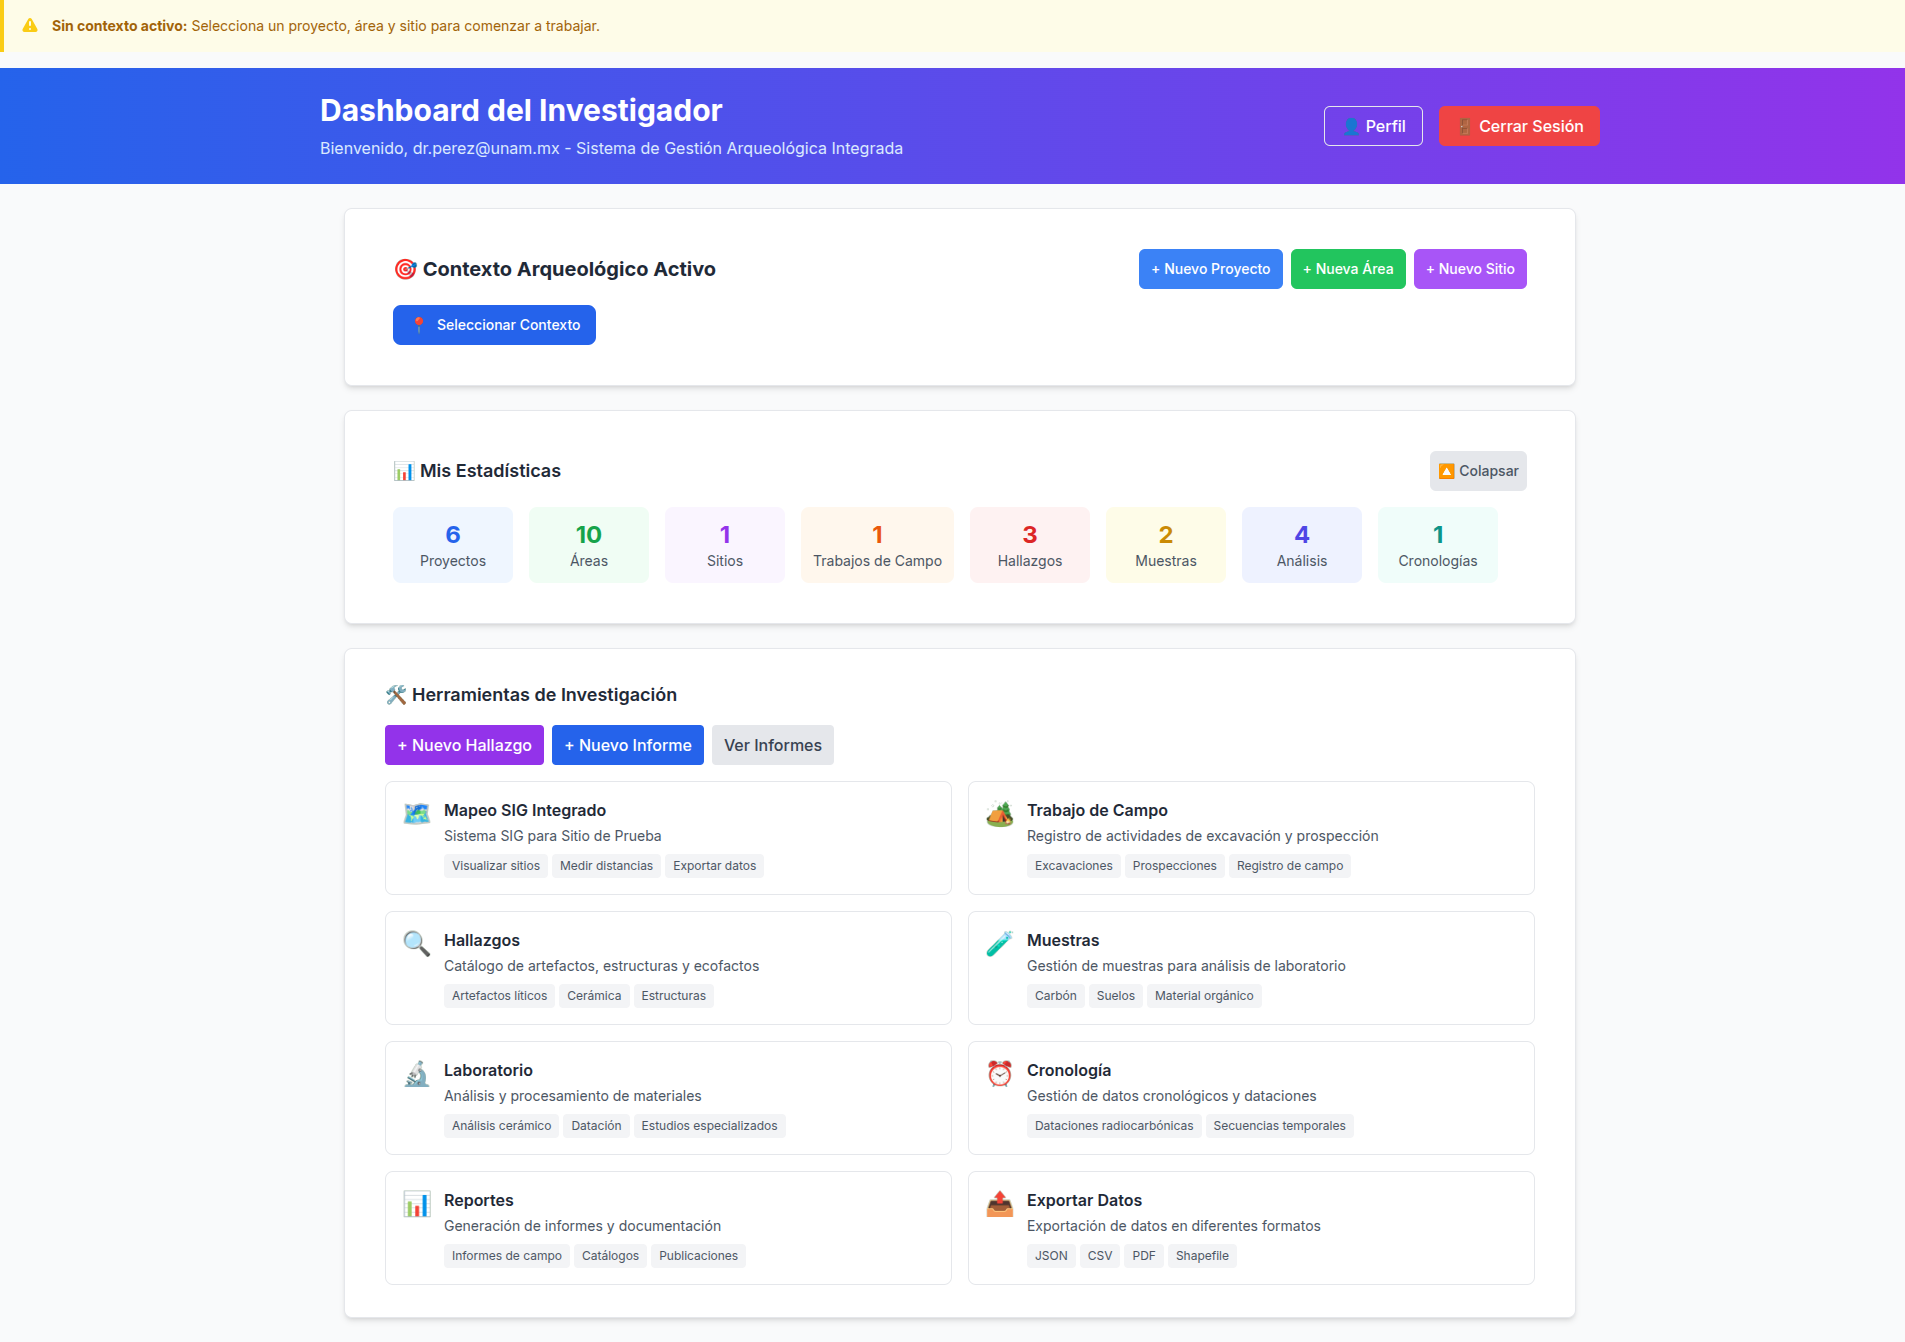 Sin contexto activo: Selecciona un proyecto, área y sitio para comenzar a trabajar.
Dashboard del Investigador
Bienvenido, dr.perez@unam.mx - Sistema de Gestión Arqueológica Integrada
Perfil
Cerrar Sesión
Contexto Arqueológico Activo
+ Nuevo Proyecto
+ Nueva Área
+ Nuevo Sitio
Seleccionar Contexto
Mis Estadísticas
Colapsar
6
Proyectos
10
Áreas
1
Sitios
1
Trabajos de Campo
3
Hallazgos
2
Muestras
4
Análisis
1
Cronologías
Herramientas de Investigación
+ Nuevo Hallazgo
+ Nuevo Informe
Ver Informes
Mapeo SIG Integrado
Sistema SIG para Sitio de Prueba
Visualizar sitios
Medir distancias
Exportar datos
Trabajo de Campo
Registro de actividades de excavación y prospección
Excavaciones
Prospecciones
Registro de campo
Hallazgos
Catálogo de artefactos, estructuras y ecofactos
Artefactos líticos
Cerámica
Estructuras
Muestras
Gestión de muestras para análisis de laboratorio
Carbón
Suelos
Material orgánico
Laboratorio
Análisis y procesamiento de materiales
Análisis cerámico
Datación
Estudios especializados
Cronología
Gestión de datos cronológicos y dataciones
Dataciones radiocarbónicas
Secuencias temporales
Reportes
Generación de informes y documentación
Informes de campo
Catálogos
Publicaciones
Exportar Datos
Exportación de datos en diferentes formatos
JSON
CSV
PDF
Shapefile